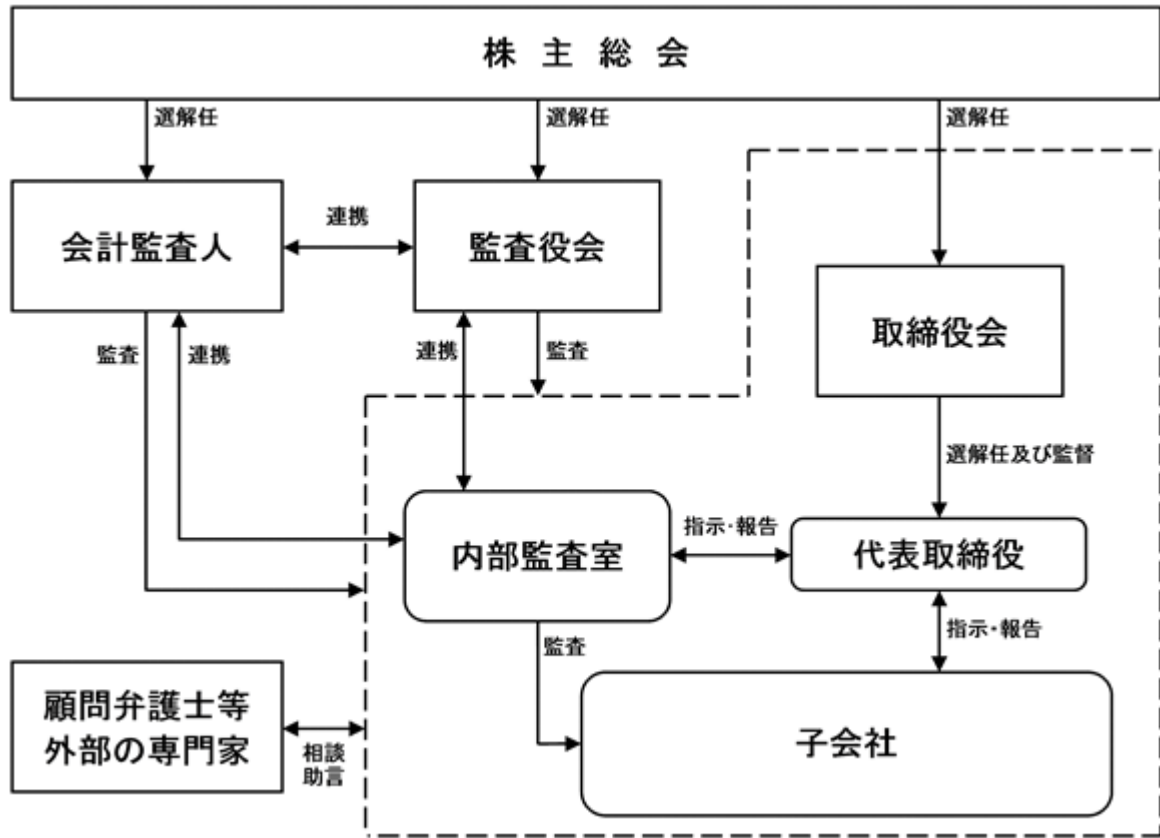 株主総会
選解任
選解任
選解任
会計監査人
連携
監査役会
取締役会
監査
連携
連携
監査
選解任及び監督
内部監査室
指示・報告
代表取締役
監査
指示・報告
顧問弁護士等
外部の専門家
相談
助言
子会社